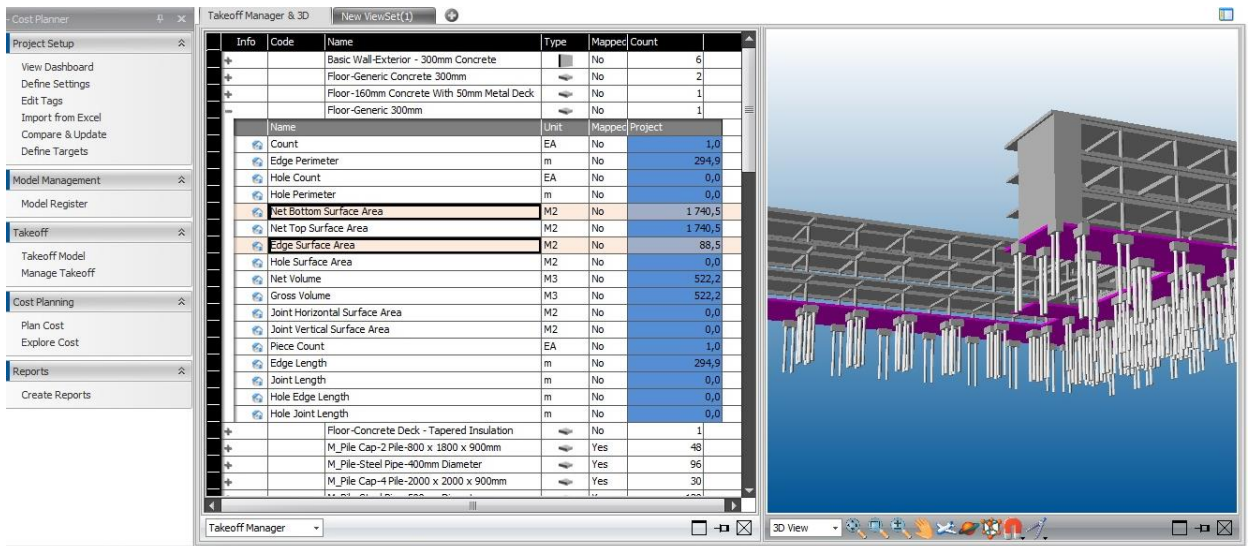 - Cost Planner
Project Setup
View Dashboard
Define Settings
Edit Tags
Import from Excel
Compare & Update
Define Targets
Model Management
Model Register
Takeoff
Takeoff Model
Manage Takeoff
Cost Planning
Plan Cost
Explore Cost
Reports
Create Reports
Takeoff Manager & 3D New ViewSet(1)
Info Code Name Type Mapped Count
Basic Wall-Exterior - 300mm Concrete No 6
Floor-Generic Concrete 300mm No 2
Floor-160mm Concrete With 50mm Metal Deck No 1
Floor-Generic 300mm No 1
Name Unit Mapped Project
Count EA No 1,0
Edge Perimeter m No 294,9
Hole Count EA No 0,0
Hole Perimeter m No 0,0
Net Bottom Surface Area M2 No 1 740,5
Net Top Surface Area M2 No 1 740,5
Edge Surface Area M2 No 88,5
Hole Surface Area M2 No 0,0
Net Volume M3 No 522,2
Gross Volume M3 No 522,2
Joint Horizontal Surface Area M2 No 0,0
Joint Vertical Surface Area M2 No 0,0
Piece Count EA No 1,0
Edge Length m No 294,9
Joint Length m No 0,0
Hole Edge Length m No 0,0
Hole Joint Length m No 0,0
Floor-Concrete Deck - Tapered Insulation No 1
M_Pile Cap-2 Pile-800 x 1800 x 900mm Yes 48
M_Pile-Steel Pipe-400mm Diameter Yes 96
M_Pile Cap-4 Pile-2000 x 2000 x 900mm Yes 30
Takeoff Manager
3D View